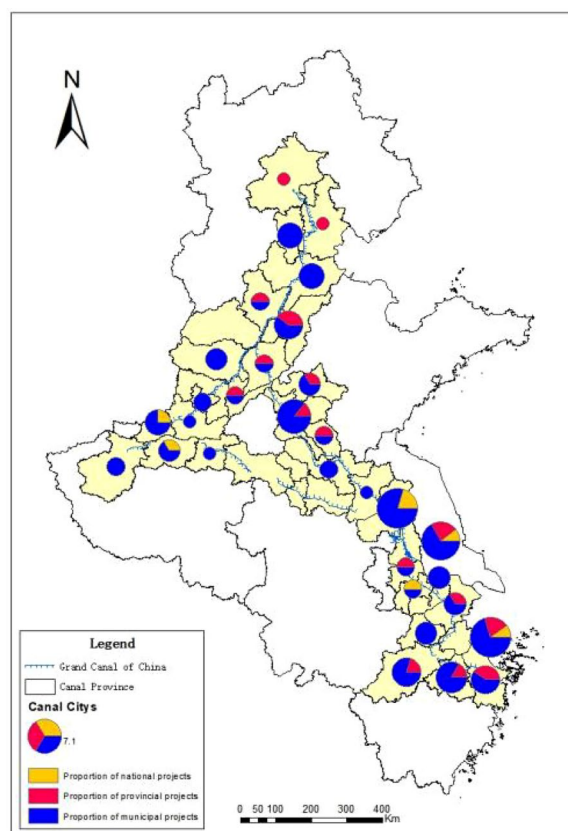 N
Legend
Grand Canal of China
Canal Province
Canal Citys
7.1
Proportion of national projects
Proportion of provincial projects
Proportion of municipal projects
0 50 100 200 300 400
Km